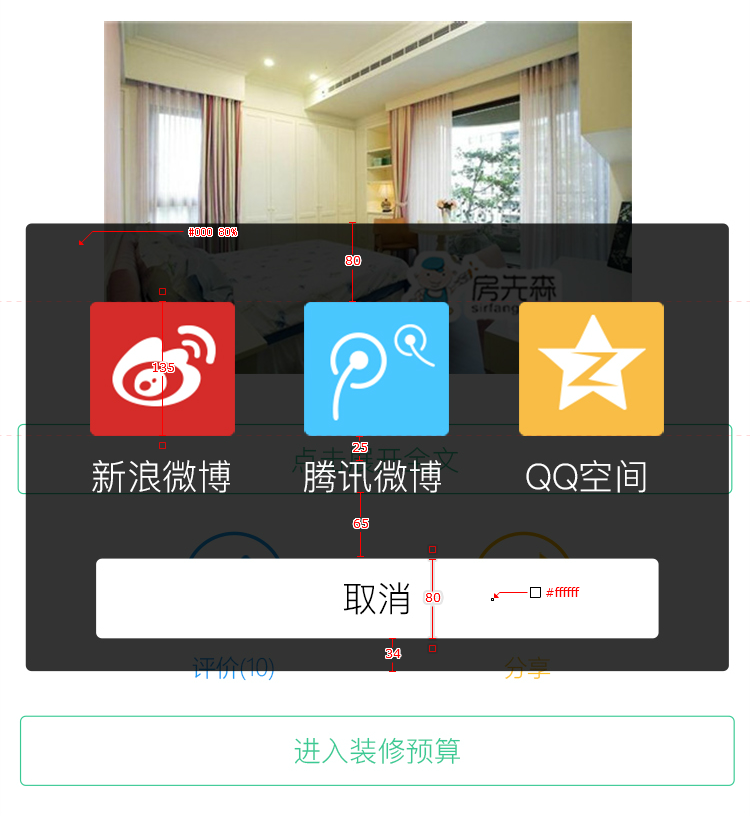 #000 80%
80
房先森
sirfang
135
25
点击展开全文
新浪微博
腾讯微博
QQ空间
65
取消
80
#ffffff
34
评价(10)
分享
进入装修预算